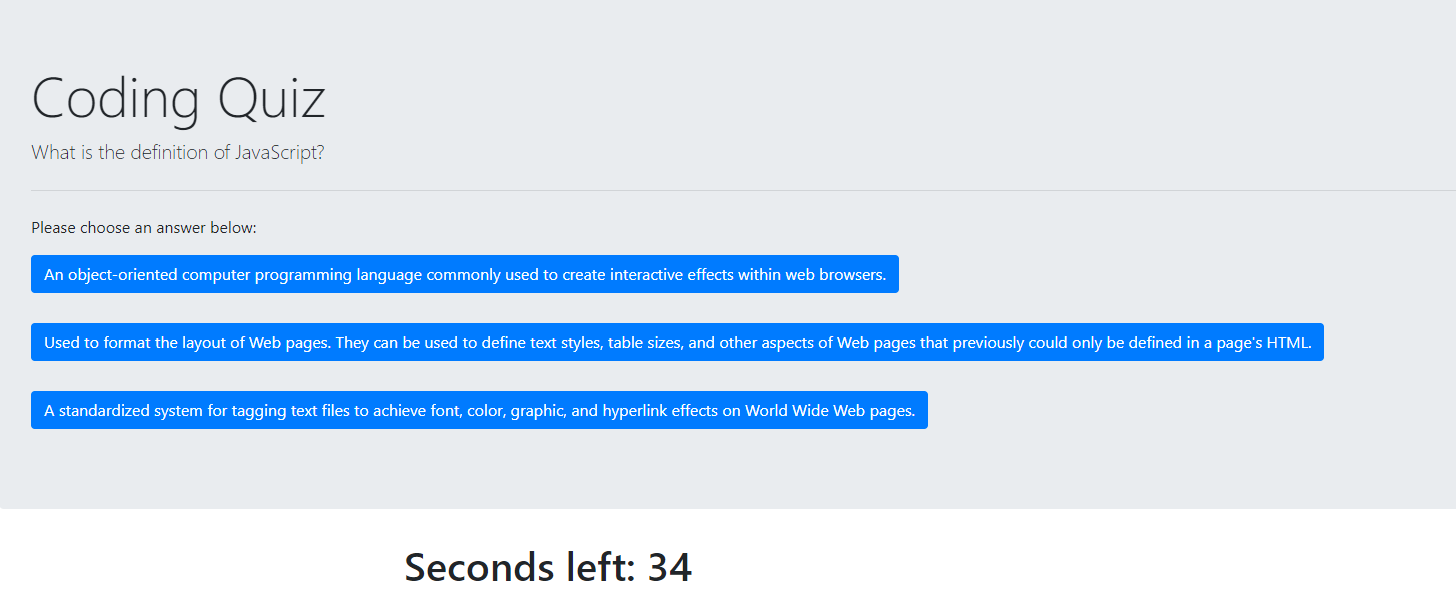 Coding Quiz
What is the definition of JavaScript?
Please choose an answer below:
An object-oriented computer programming language commonly used to create interactive effects within web browsers.
Used to format the layout of Web pages. They can be used to define text styles, table sizes, and other aspects of Web pages that previously could only be defined in a page's HTML.
A standardized system for tagging text files to achieve font, color, graphic, and hyperlink effects on World Wide Web pages.
Seconds left: 34